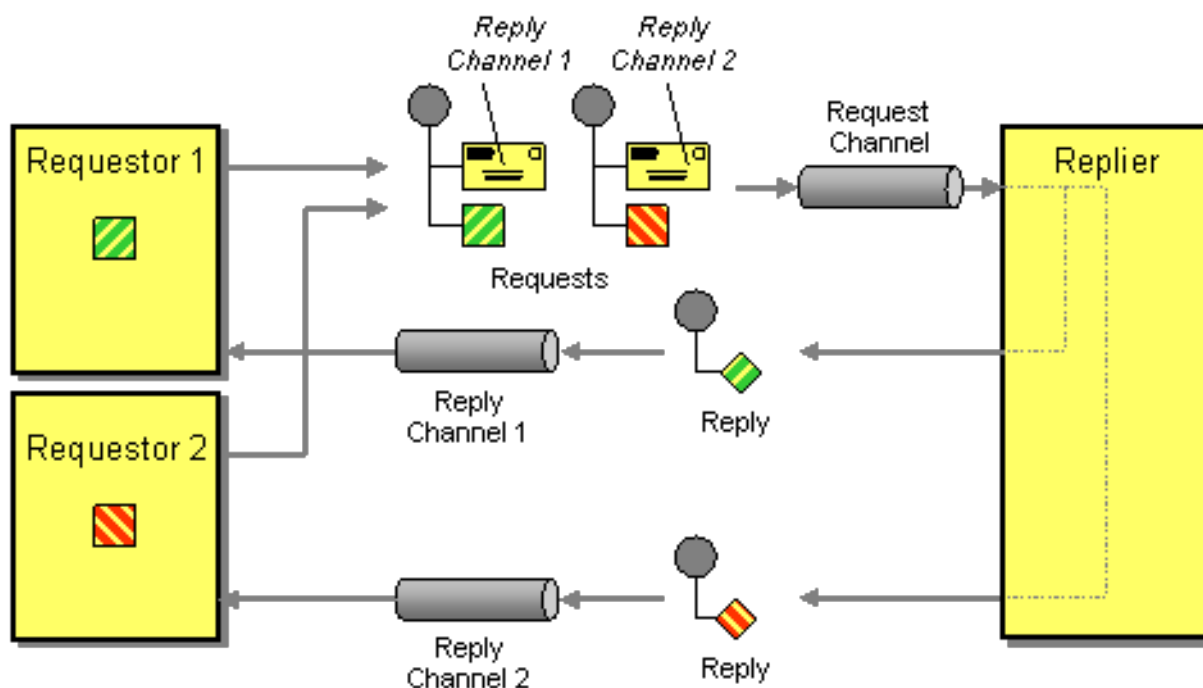 Reply
Channel 1
Reply
Channel 2
Request
Channel
Requestor 1
Replier
Requests
Reply
Channel 1
Reply
Requestor 2
Reply
Channel 2
Reply